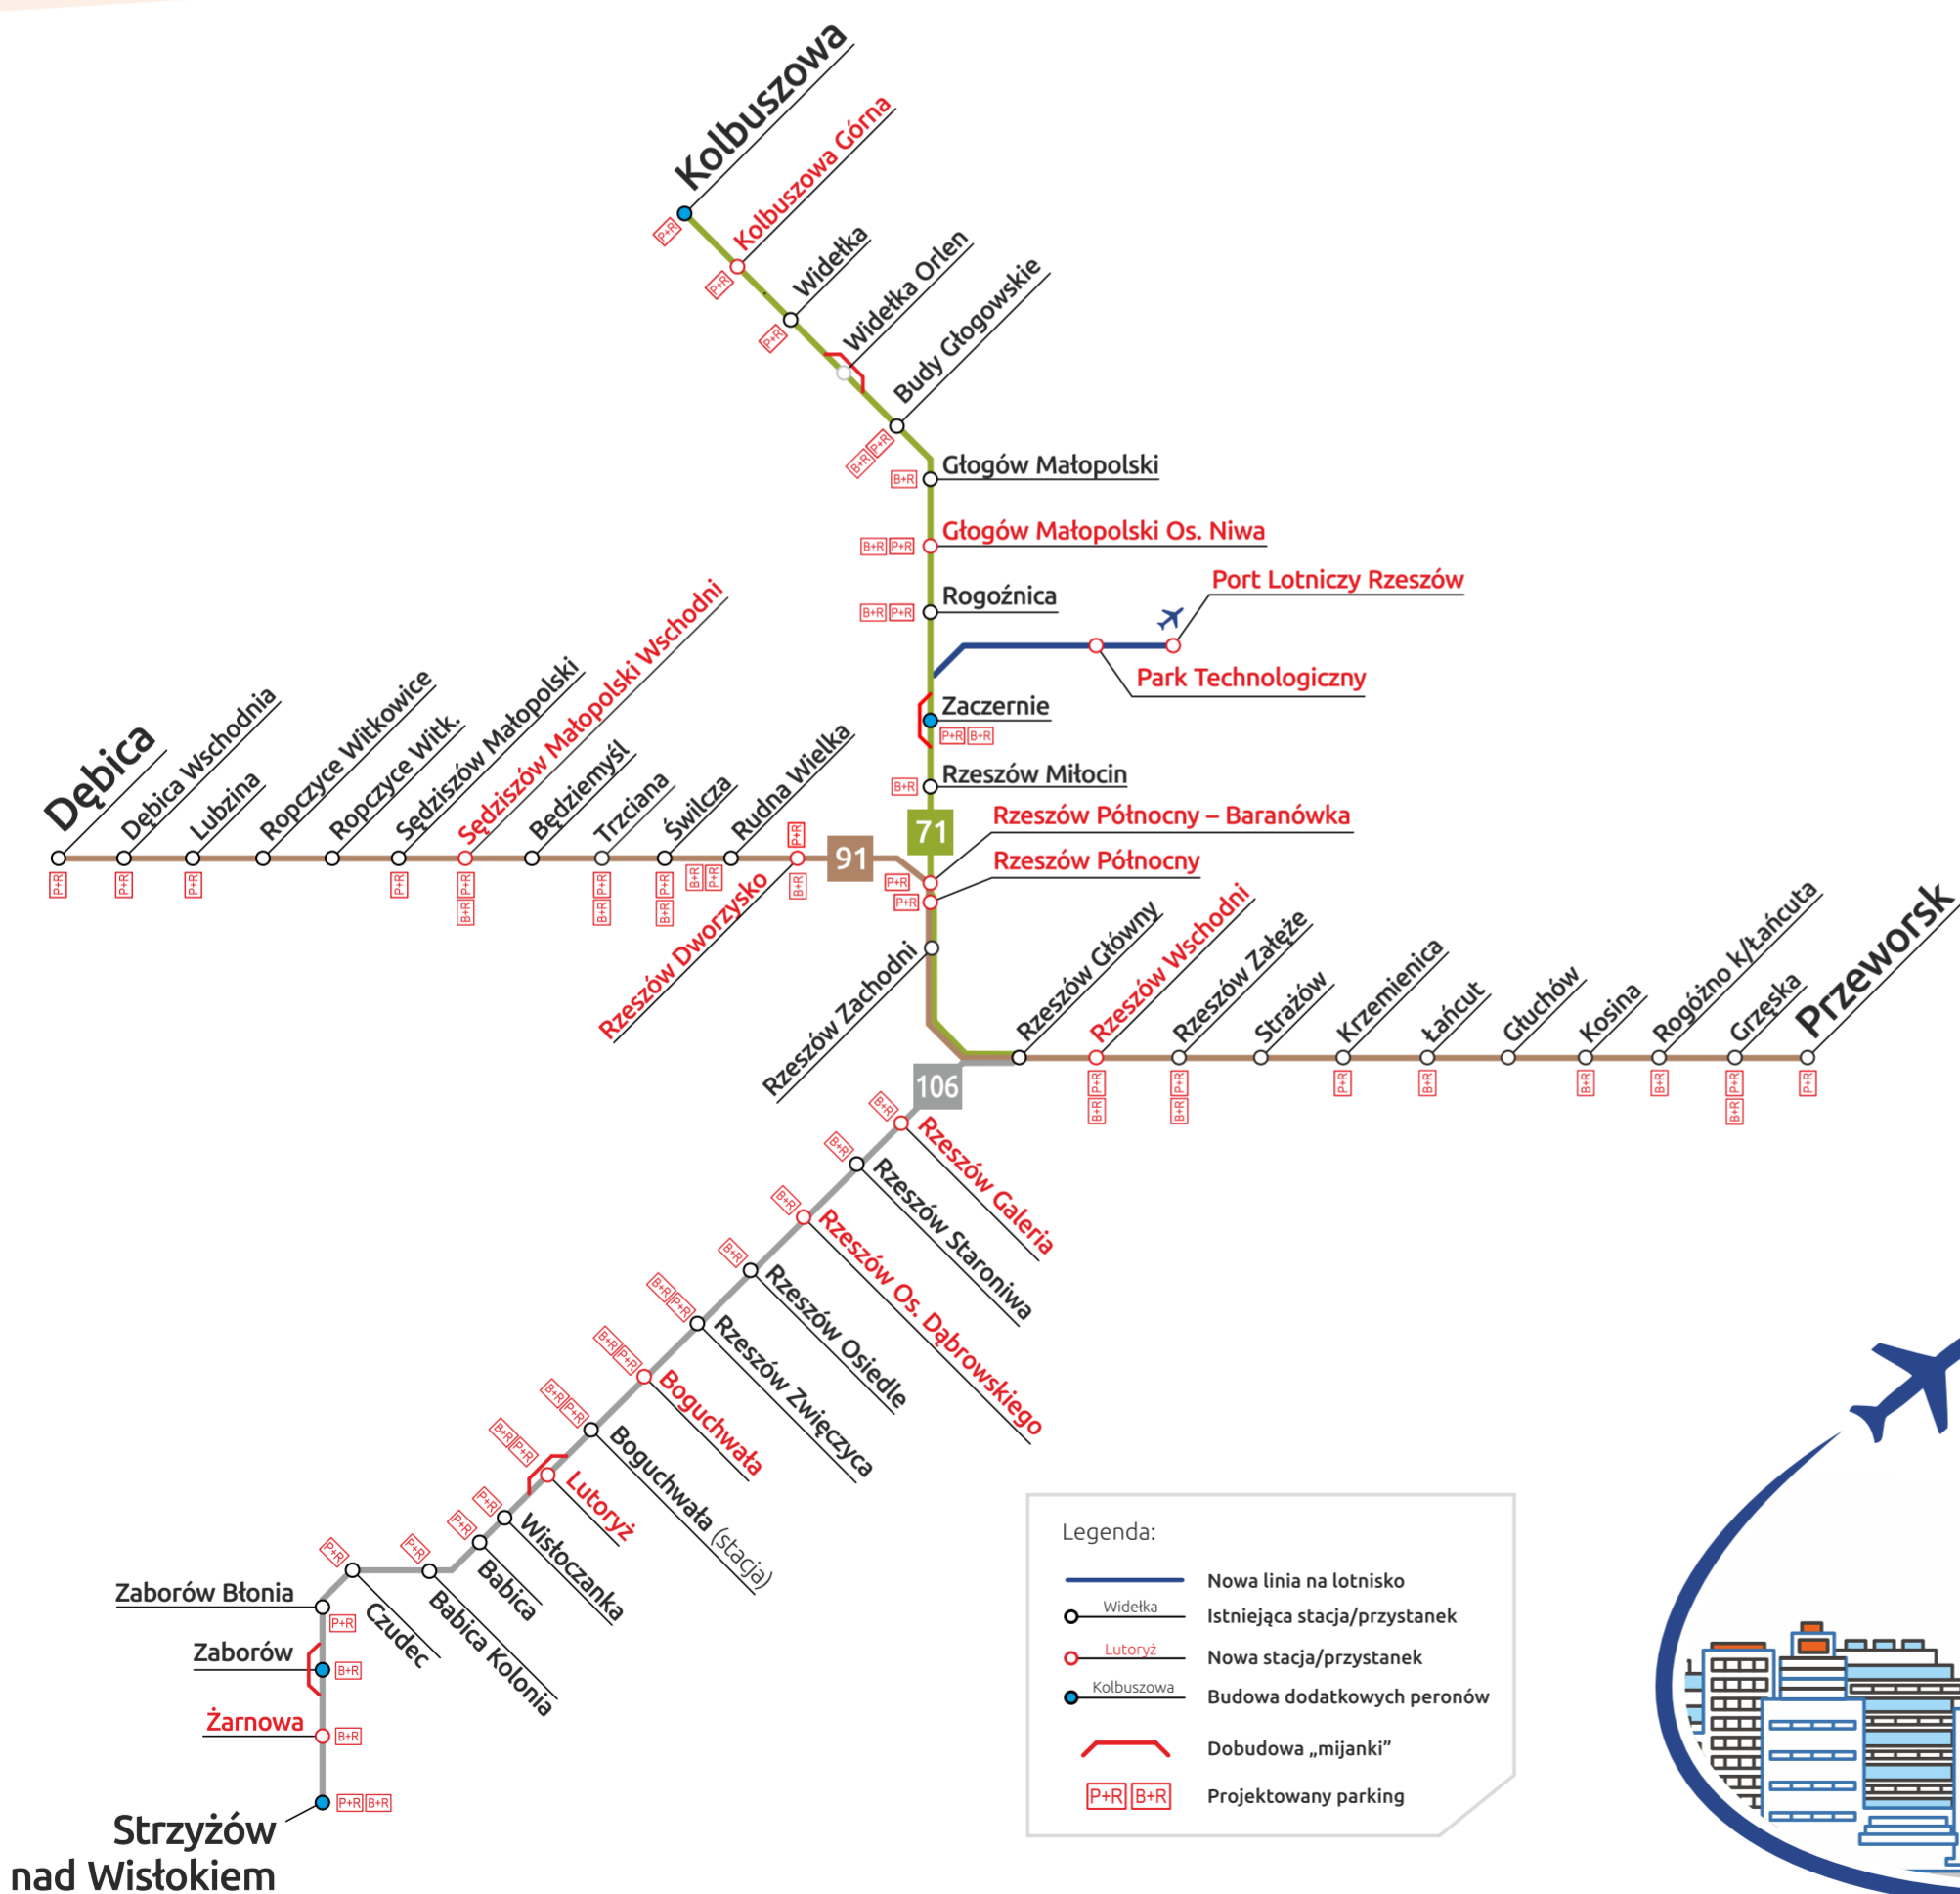 Kolbuszowa
P+R
Kolbuszowa Górna
P+R
Widełka
P+R
Widełka Orlen
Budy Głogowskie
B+R P+R
Głogów Małopolski
B+R
Głogów Małopolski Os. Niwa
B+R P+R
Rogoźnica
B+R P+R
Port Lotniczy Rzeszów
Park Technologiczny
Zaczernie
P+R B+R
Rzeszów Miłocin
B+R
71
Rzeszów Północny – Baranówka
P+R
Rzeszów Północny
P+R
Dębica
P+R
Dębica Wschodnia
P+R
Lubzina
P+R
Ropczyce Witkowice
Ropczyce Witk.
Sędziszów Małopolski
P+R
Sędziszów Małopolski Wschodni
B+R P+R
Będziemyśl
Trzciana
B+R P+R
Świlcza
B+R P+R
Rudna Wielka
B+R
P+R
Rzeszów Dworzysko
P+R
B+R
91
Rzeszów Zachodni
Rzeszów Główny
Rzeszów Wschodni
B+R P+R
Rzeszów Załęże
B+R P+R
Strażów
Krzemienica
P+R
Łańcut
B+R
Głuchów
Kosina
B+R
Rogóżno k/Łańcuta
B+R
Grzęska
B+R P+R
Przeworsk
P+R
106
B+R
Rzeszów Galeria
B+R
Rzeszów Staroniwa
B+R
Rzeszów Os. Dąbrowskiego
B+R
Rzeszów Osiedle
B+R P+R
Rzeszów Zwięczyca
B+R P+R
Boguchwała
B+R P+R
Boguchwała (stacja)
B+R P+R
Lutoryż
P+R
Wisłoczanka
P+R
Babica
P+R
Babica Kolonia
P+R
Czudec
Zaborów Błonia
P+R
Zaborów
B+R
Żarnowa
B+R
P+R B+R
Strzyżów
nad Wisłokiem
Legenda:
Nowa linia na lotnisko
Widełka
Istniejąca stacja/przystanek
Lutoryż
Nowa stacja/przystanek
Kolbuszowa
Budowa dodatkowych peronów
Dobudowa „mijanki”
P+R B+R
Projektowany parking